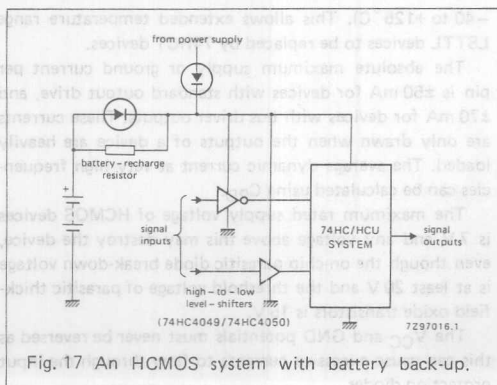 −40 to +125°C). This allows extended temperature range
LSTTL devices to be replaced by devices.
The absolute maximum supply or ground current per
pin is ±50 mA for devices with standard output drive, and
±70 mA for devices with bus driver outputs. These currents
are only drawn when the outputs of a device are heavily
loaded. The average dynamic current at very high frequen-
cies can be calculated using
The maximum rated supply voltage of HCMOS devices
is 7 V. Any voltage above this may destroy the device,
even though the on-chip parasitic diode break-down voltage
is at least 20 V and the threshold voltage of parasitic thick-
field oxide transistors is
The VCC and GND potentials must never be reversed as
this
from power supply
battery – recharge
resistor
+
signal
inputs
high – to – low
level – shifters
(74HC4049/74HC4050)
74HC/HCU
SYSTEM
signal
outputs
7Z97016.1
Fig.17 An HCMOS system with battery back-up.